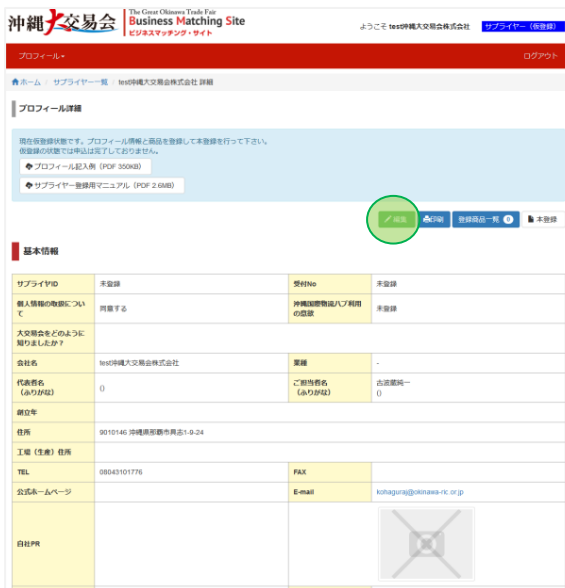 沖縄大交易会 The Great Okinawa Trade Fair
Business Matching Site
ビジネスマッチング・サイト
ようこそ test沖縄大交易会株式会社 サプライヤー（仮登録）
プロフィール ログアウト
ホーム / サプライヤー一覧 / test沖縄大交易会株式会社 詳細
プロフィール詳細
現在仮登録状態です。プロフィール情報と商品を登録して本登録を行って下さい。
仮登録の状態では申込は完了しておりません。
プロフィール記入例（PDF 350KB）
サプライヤー登録用マニュアル（PDF 2.6MB）
編集 印刷 登録商品一覧 0 本登録
基本情報
サプライヤID 未登録 受付No 未登録
個人情報の取扱について 同意する 沖縄国際物流ハブ利用の意欲 未登録
大交易会をどのように知りましたか？
会社名 test沖縄大交易会株式会社 業種 -
代表者名（ふりがな） () ご担当者名（ふりがな） 古波蔵純一 ()
創立年
住所 9010146 沖縄県那覇市具志1-9-24
工場（生産）住所
TEL 08043101776 FAX
公式ホームページ E-mail kohaguraj@okinawa-ric.or.jp
自社PR